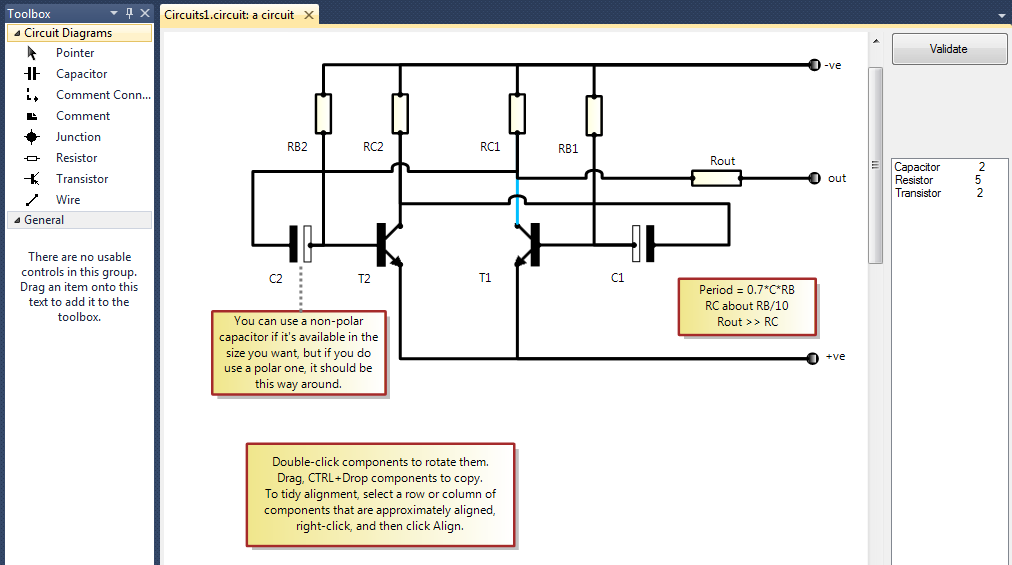 Toolbox
Circuits1.circuit: a circuit
Circuit Diagrams
Pointer
Capacitor
Comment Conn...
Comment
Junction
Resistor
Transistor
Wire
General
There are no usable
controls in this group.
Drag an item onto this
text to add it to the
toolbox.
-ve
RB2
RC2
RC1
RB1
Rout
out
C2
T2
T1
C1
Period = 0.7*C*RB
RC about RB/10
Rout >> RC
You can use a non-polar
capacitor if it's available in the
size you want, but if you do
use a polar one, it should be
this way around.
+ve
Double-click components to rotate them.
Drag, CTRL+Drop components to copy.
To tidy alignment, select a row or column of
components that are approximately aligned,
right-click, and then click Align.
Validate
Capacitor 2
Resistor 5
Transistor 2